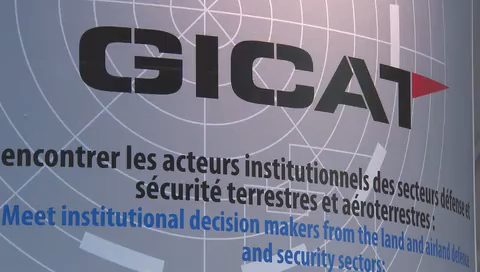 GICAT
encontrer les acteurs institutionnels des secteurs défense et
sécurité terrestres et aéroterrestres :
Meet institutional decision makers from the land and airland defence
and security sectors: